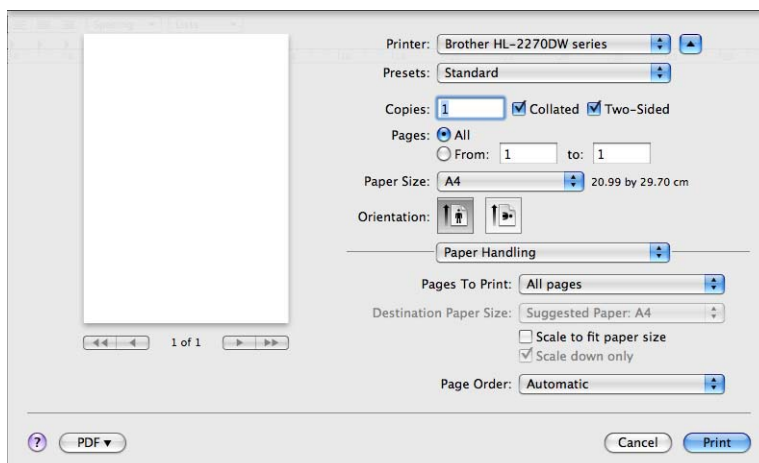 Spacing Lists
Printer: Brother HL-2270DW series
Presets: Standard
Copies: 1 Collated Two-Sided
Pages: All
From: 1 to: 1
Paper Size: A4 20.99 by 29.70 cm
Orientation:
Paper Handling
Pages To Print: All pages
Destination Paper Size: Suggested Paper: A4
Scale to fit paper size
1 of 1
Scale down only
Page Order: Automatic
? PDF Cancel Print